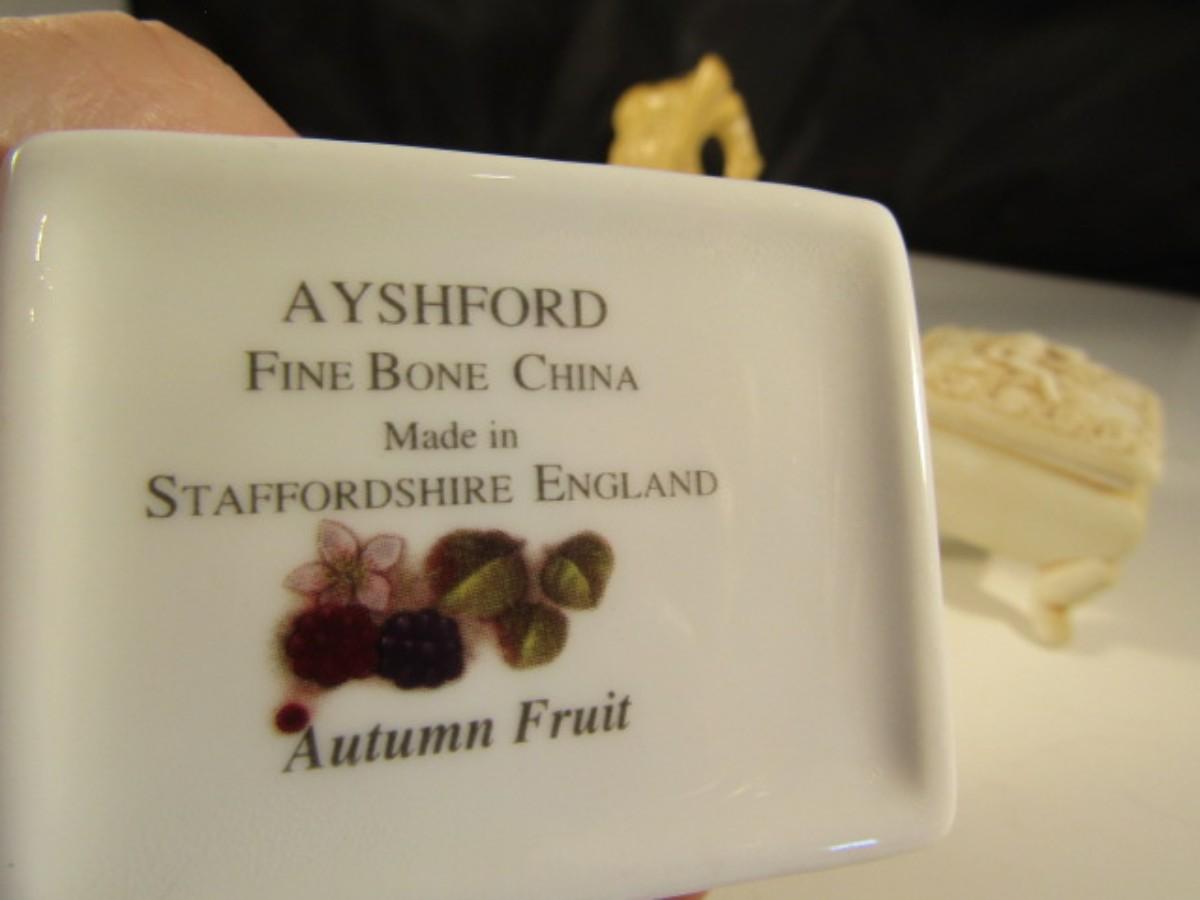 AYSHFORD
FINE BONE CHINA
Made in
STAFFORDSHIRE ENGLAND
Autumn Fruit